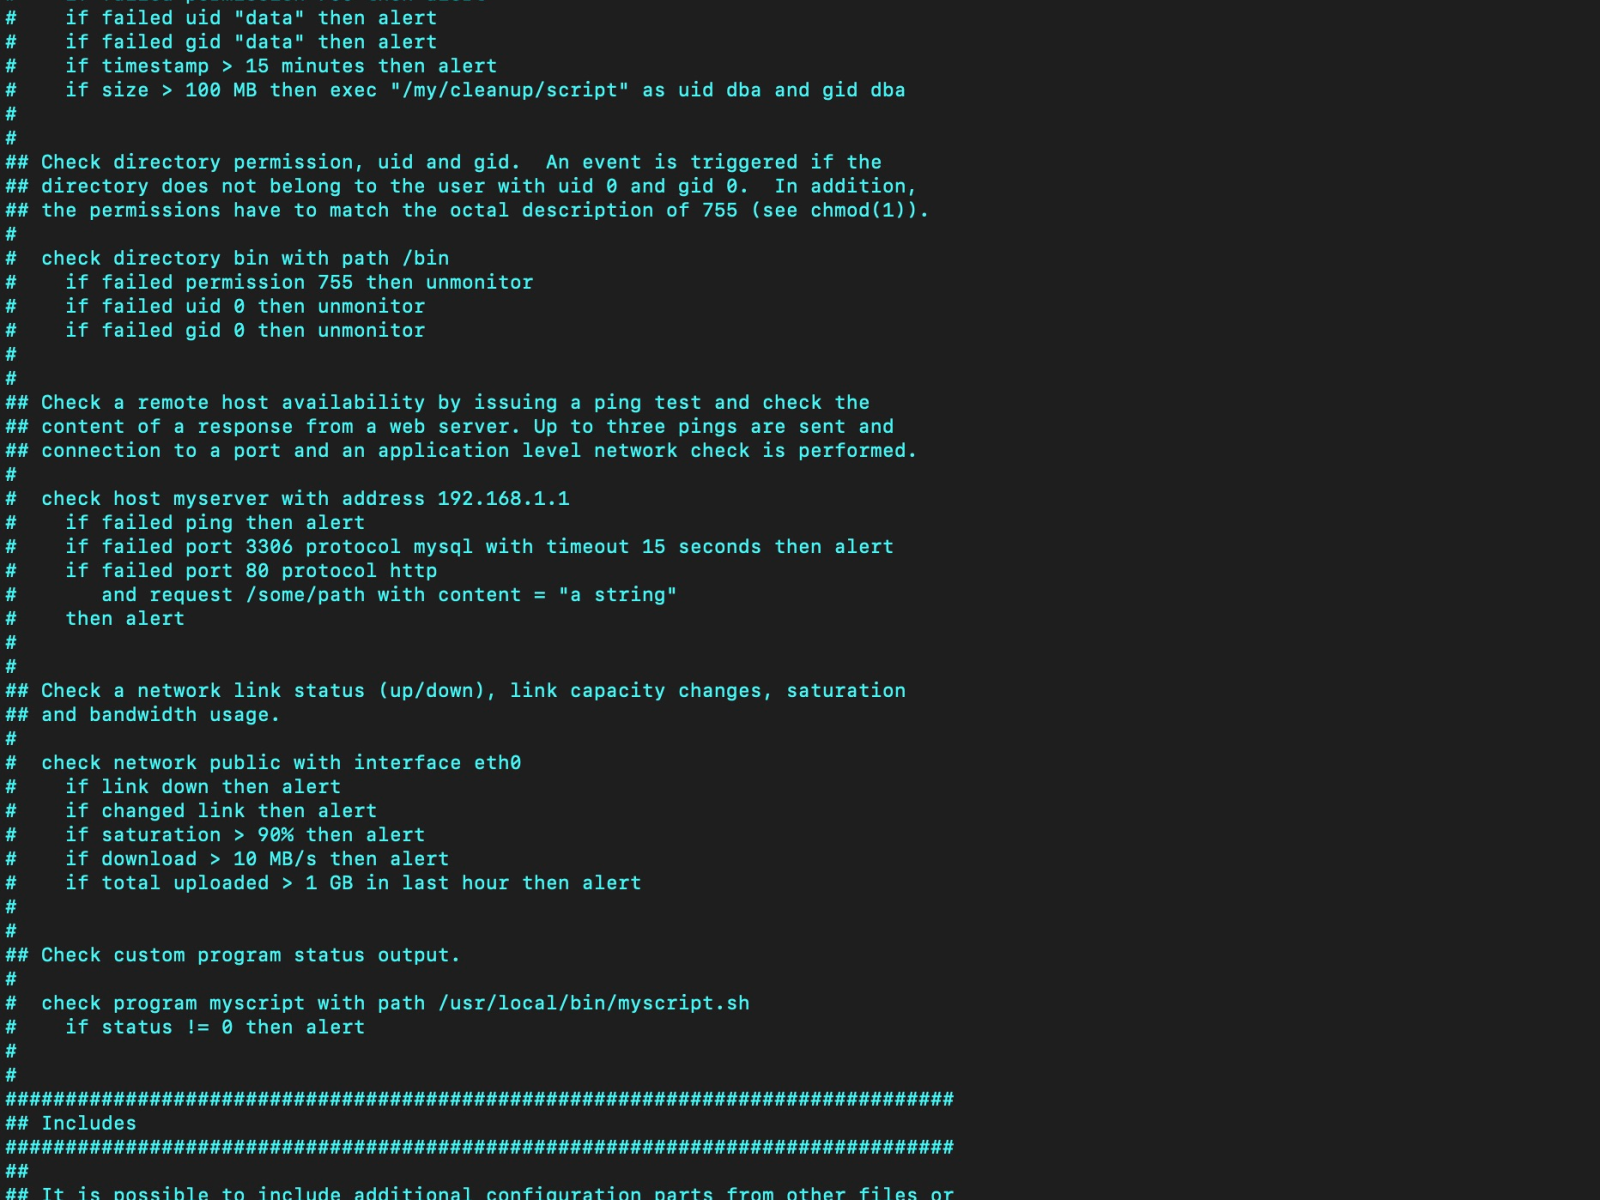 #    if failed permission 700 then alert
#    if failed uid "data" then alert
#    if failed gid "data" then alert
#    if timestamp > 15 minutes then alert
#    if size > 100 MB then exec "/my/cleanup/script" as uid dba and gid dba
#
#
## Check directory permission, uid and gid.  An event is triggered if the
## directory does not belong to the user with uid 0 and gid 0.  In addition,
## the permissions have to match the octal description of 755 (see chmod(1)).
#
#  check directory bin with path /bin
#    if failed permission 755 then unmonitor
#    if failed uid 0 then unmonitor
#    if failed gid 0 then unmonitor
#
#
## Check a remote host availability by issuing a ping test and check the
## content of a response from a web server. Up to three pings are sent and
## connection to a port and an application level network check is performed.
#
#  check host myserver with address 192.168.1.1
#    if failed ping then alert
#    if failed port 3306 protocol mysql with timeout 15 seconds then alert
#    if failed port 80 protocol http
#       and request /some/path with content = "a string"
#    then alert
#
#
## Check a network link status (up/down), link capacity changes, saturation
## and bandwidth usage.
#
#  check network public with interface eth0
#    if link down then alert
#    if changed link then alert
#    if saturation > 90% then alert
#    if download > 10 MB/s then alert
#    if total uploaded > 1 GB in last hour then alert
#
#
## Check custom program status output.
#
#  check program myscript with path /usr/local/bin/myscript.sh
#    if status != 0 then alert
#
#
###############################################################################
## Includes
###############################################################################
##
## It is possible to include additional configuration parts from other files or